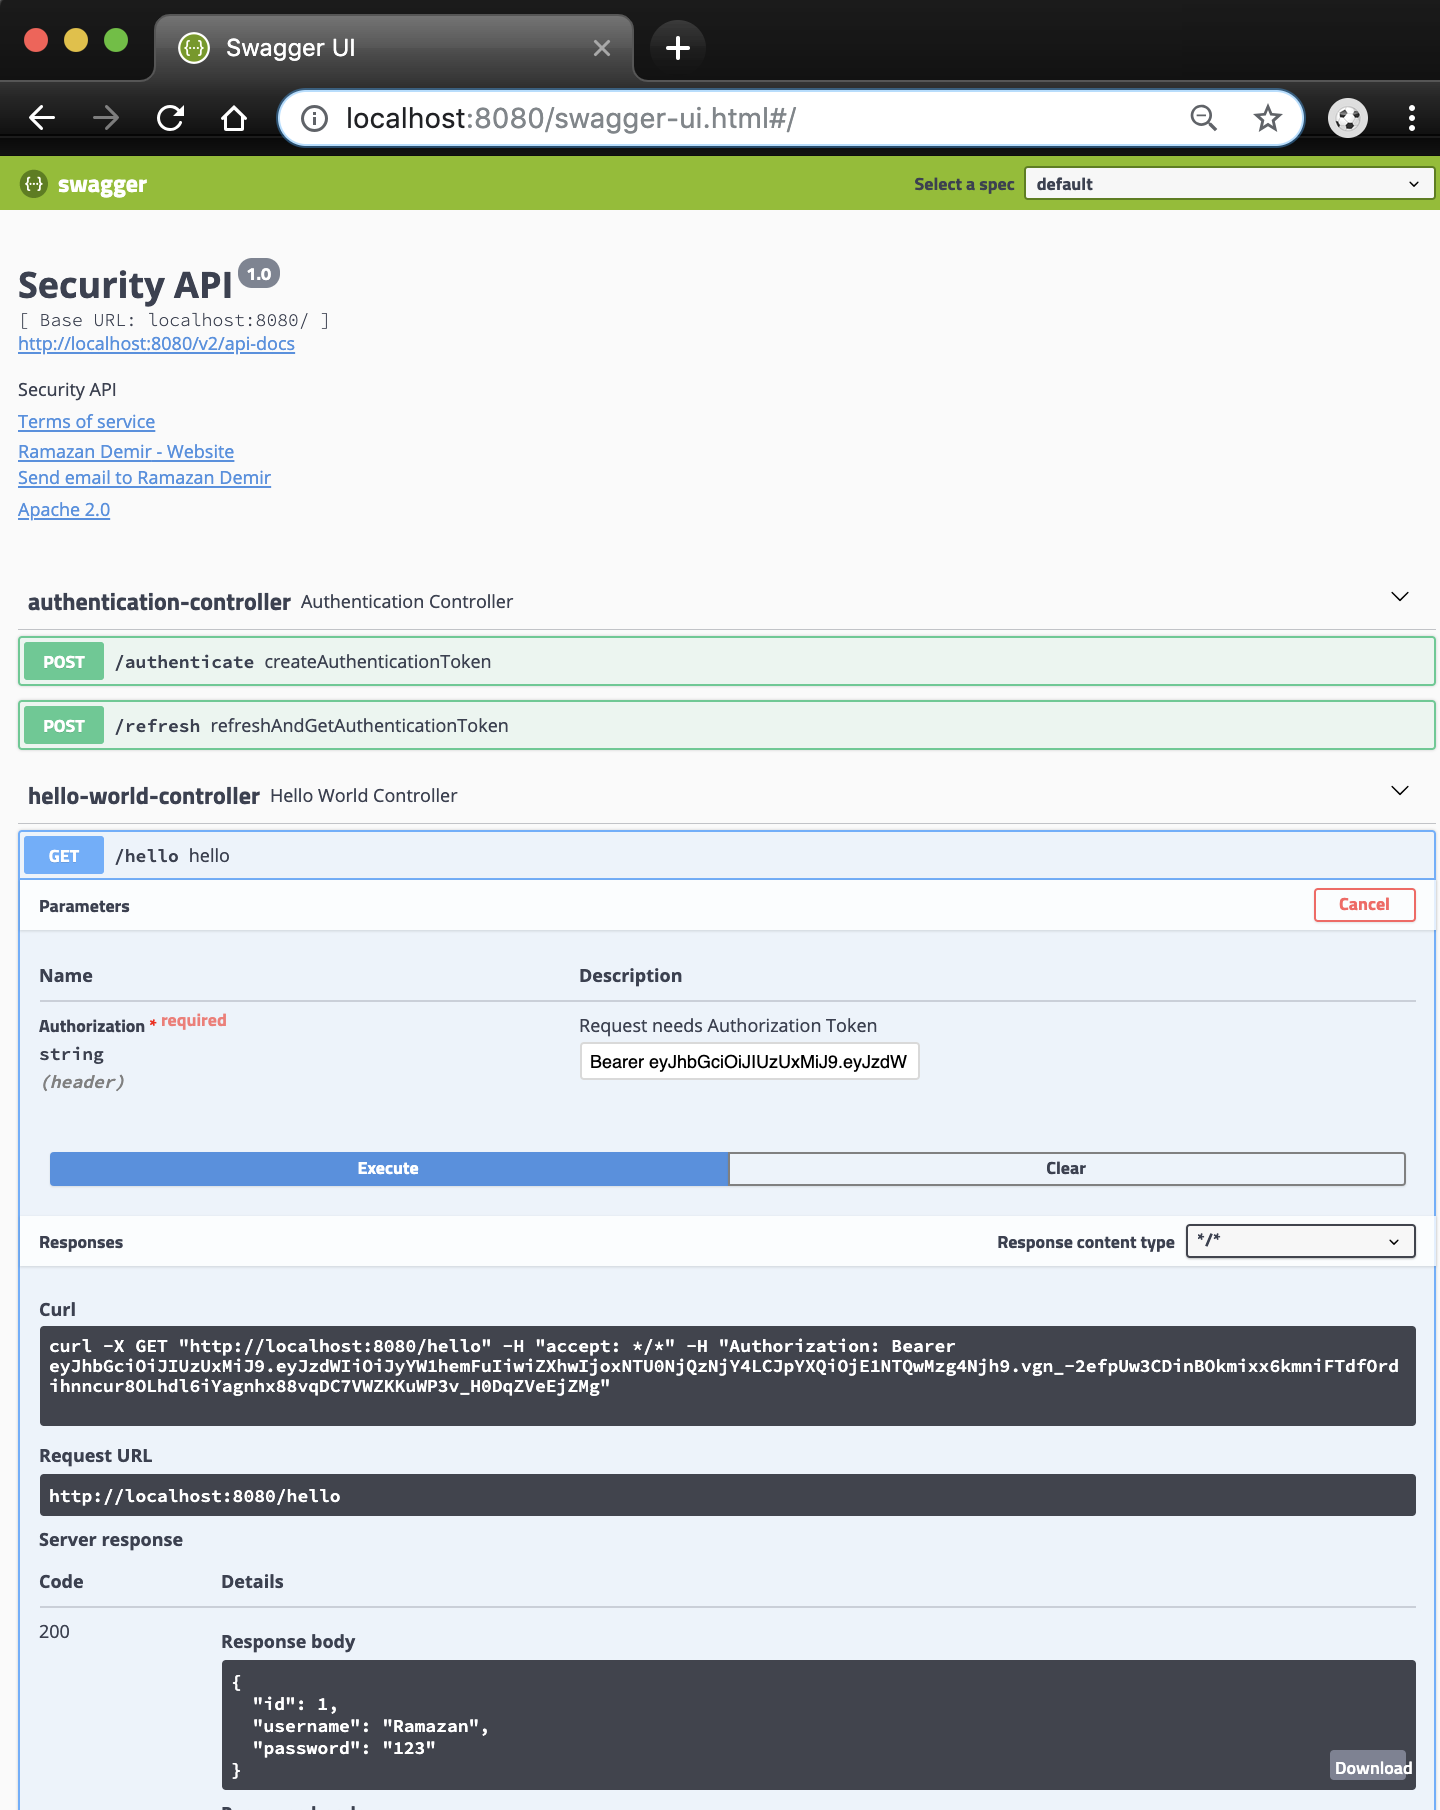 Swagger UI
localhost:8080/swagger-ui.html#/
swagger
Select a spec
default
Security API 1.0
[ Base URL: localhost:8080/ ]
http://localhost:8080/v2/api-docs
Security API
Terms of service
Ramazan Demir - Website
Send email to Ramazan Demir
Apache 2.0
authentication-controller Authentication Controller
POST /authenticate createAuthenticationToken
POST /refresh refreshAndGetAuthenticationToken
hello-world-controller Hello World Controller
GET /hello hello
Parameters
Cancel
Name Description
Authorization * required
Request needs Authorization Token
string
(header)
Bearer eyJhbGciOiJIUzUxMiJ9.eyJzdW
Execute Clear
Responses
Response content type
*/*
Curl
curl -X GET "http://localhost:8080/hello" -H "accept: */*" -H "Authorization: Bearer
eyJhbGciOiJIUzUxMiJ9.eyJzdWIiOiJyYW1hemFuIiwiZXhwIjoxNTU0NjQzNjY4LCJpYXQiOjE1NTQwMzg4Njh9.vgn_-2efpUw3CDinBOkmixx6kmniFTdfOrd
ihnncur8OLhdl6iYagnhx88vqDC7VWZKKuWP3v_H0DqZVeEjZMg"
Request URL
http://localhost:8080/hello
Server response
Code Details
200
Response body
{
"id": 1,
"username": "Ramazan",
"password": "123"
}
Download